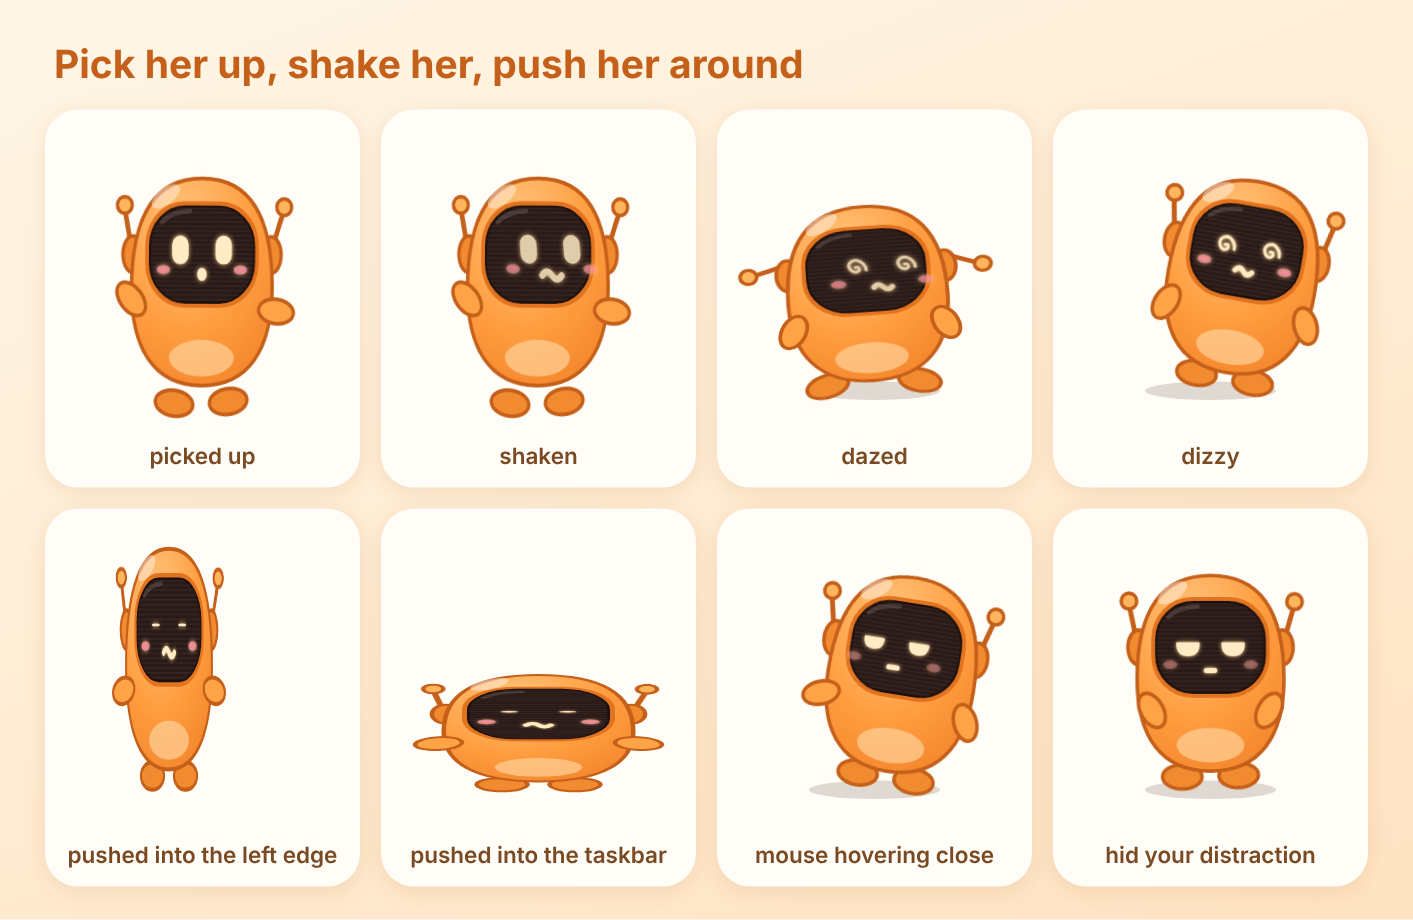 Pick her up, shake her, push her around
picked up
shaken
dazed
dizzy
pushed into the left edge
pushed into the taskbar
mouse hovering close
hid your distraction